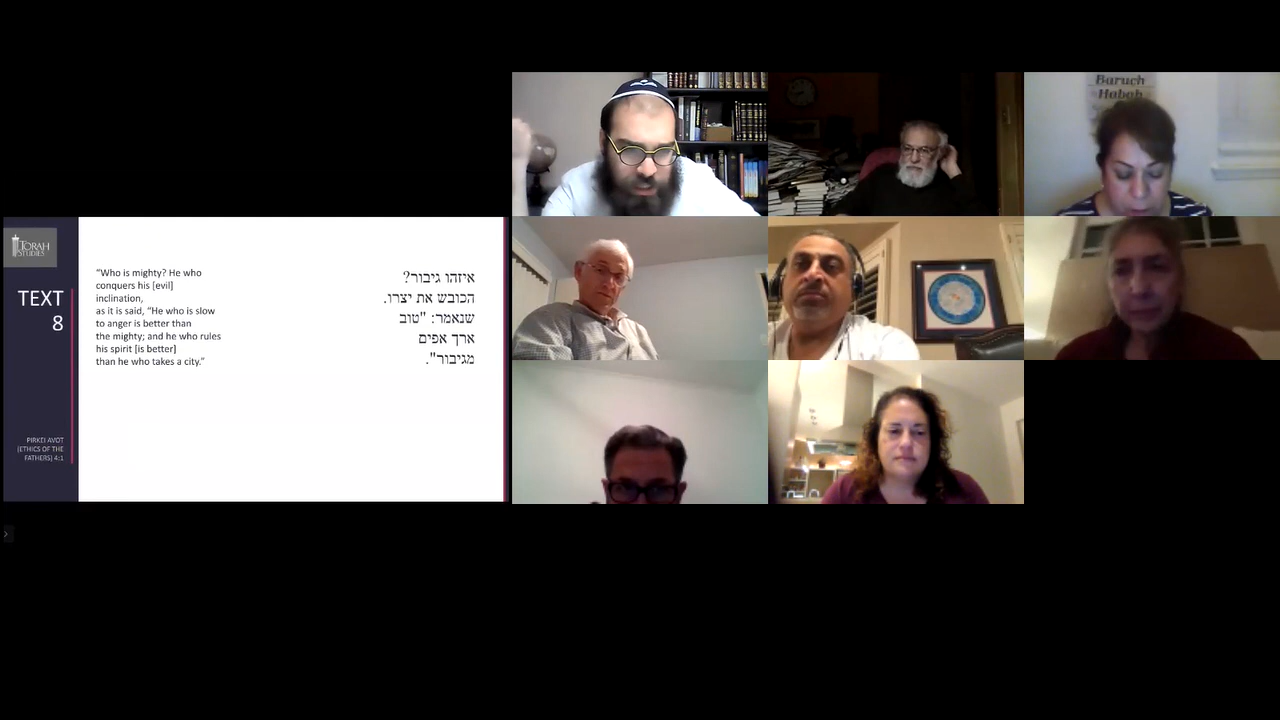 TORAH
STUDIES
TEXT
8
PIRKEI AVOT
(ETHICS OF THE
FATHERS) 4:1
"Who is mighty? He who
conquers his [evil]
inclination,
as it is said, "He who is slow
to anger is better than
the mighty; and he who rules
his spirit [is better]
than he who takes a city."
איזהו גיבור?
הכובש את יצרו.
שנאמר: "טוב
ארך אפים
מגיבור".
Baruch
Habah